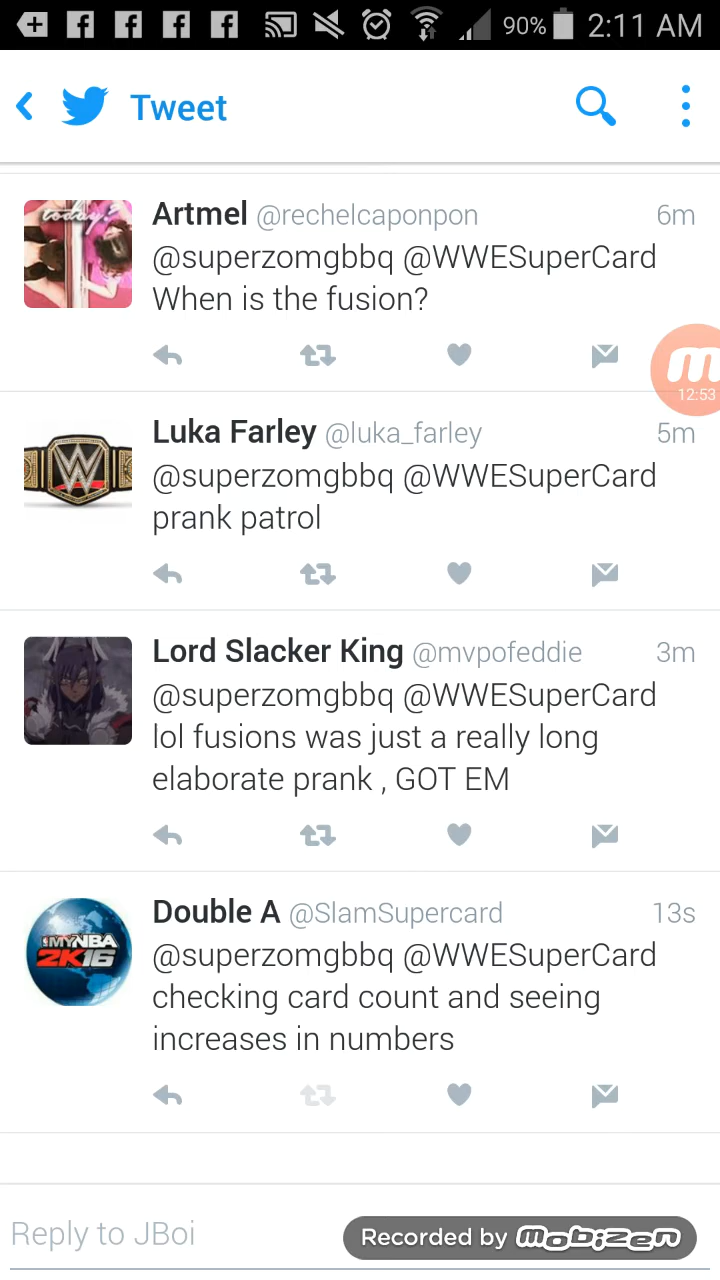 90% 2:11 AM
Tweet
today?
Artmel @rechelcaponpon 6m
@superzomgbbq @WWESuperCard
When is the fusion?
m
12:53
Luka Farley @luka_farley 5m
W
@superzomgbbq @WWESuperCard
prank patrol
Lord Slacker King @mvpofeddie 3m
@superzomgbbq @WWESuperCard
lol fusions was just a really long
elaborate prank , GOT EM
Double A @SlamSupercard 13s
MYNBA
2K16
@superzomgbbq @WWESuperCard
checking card count and seeing
increases in numbers
Reply to JBoi
Recorded by mobizen